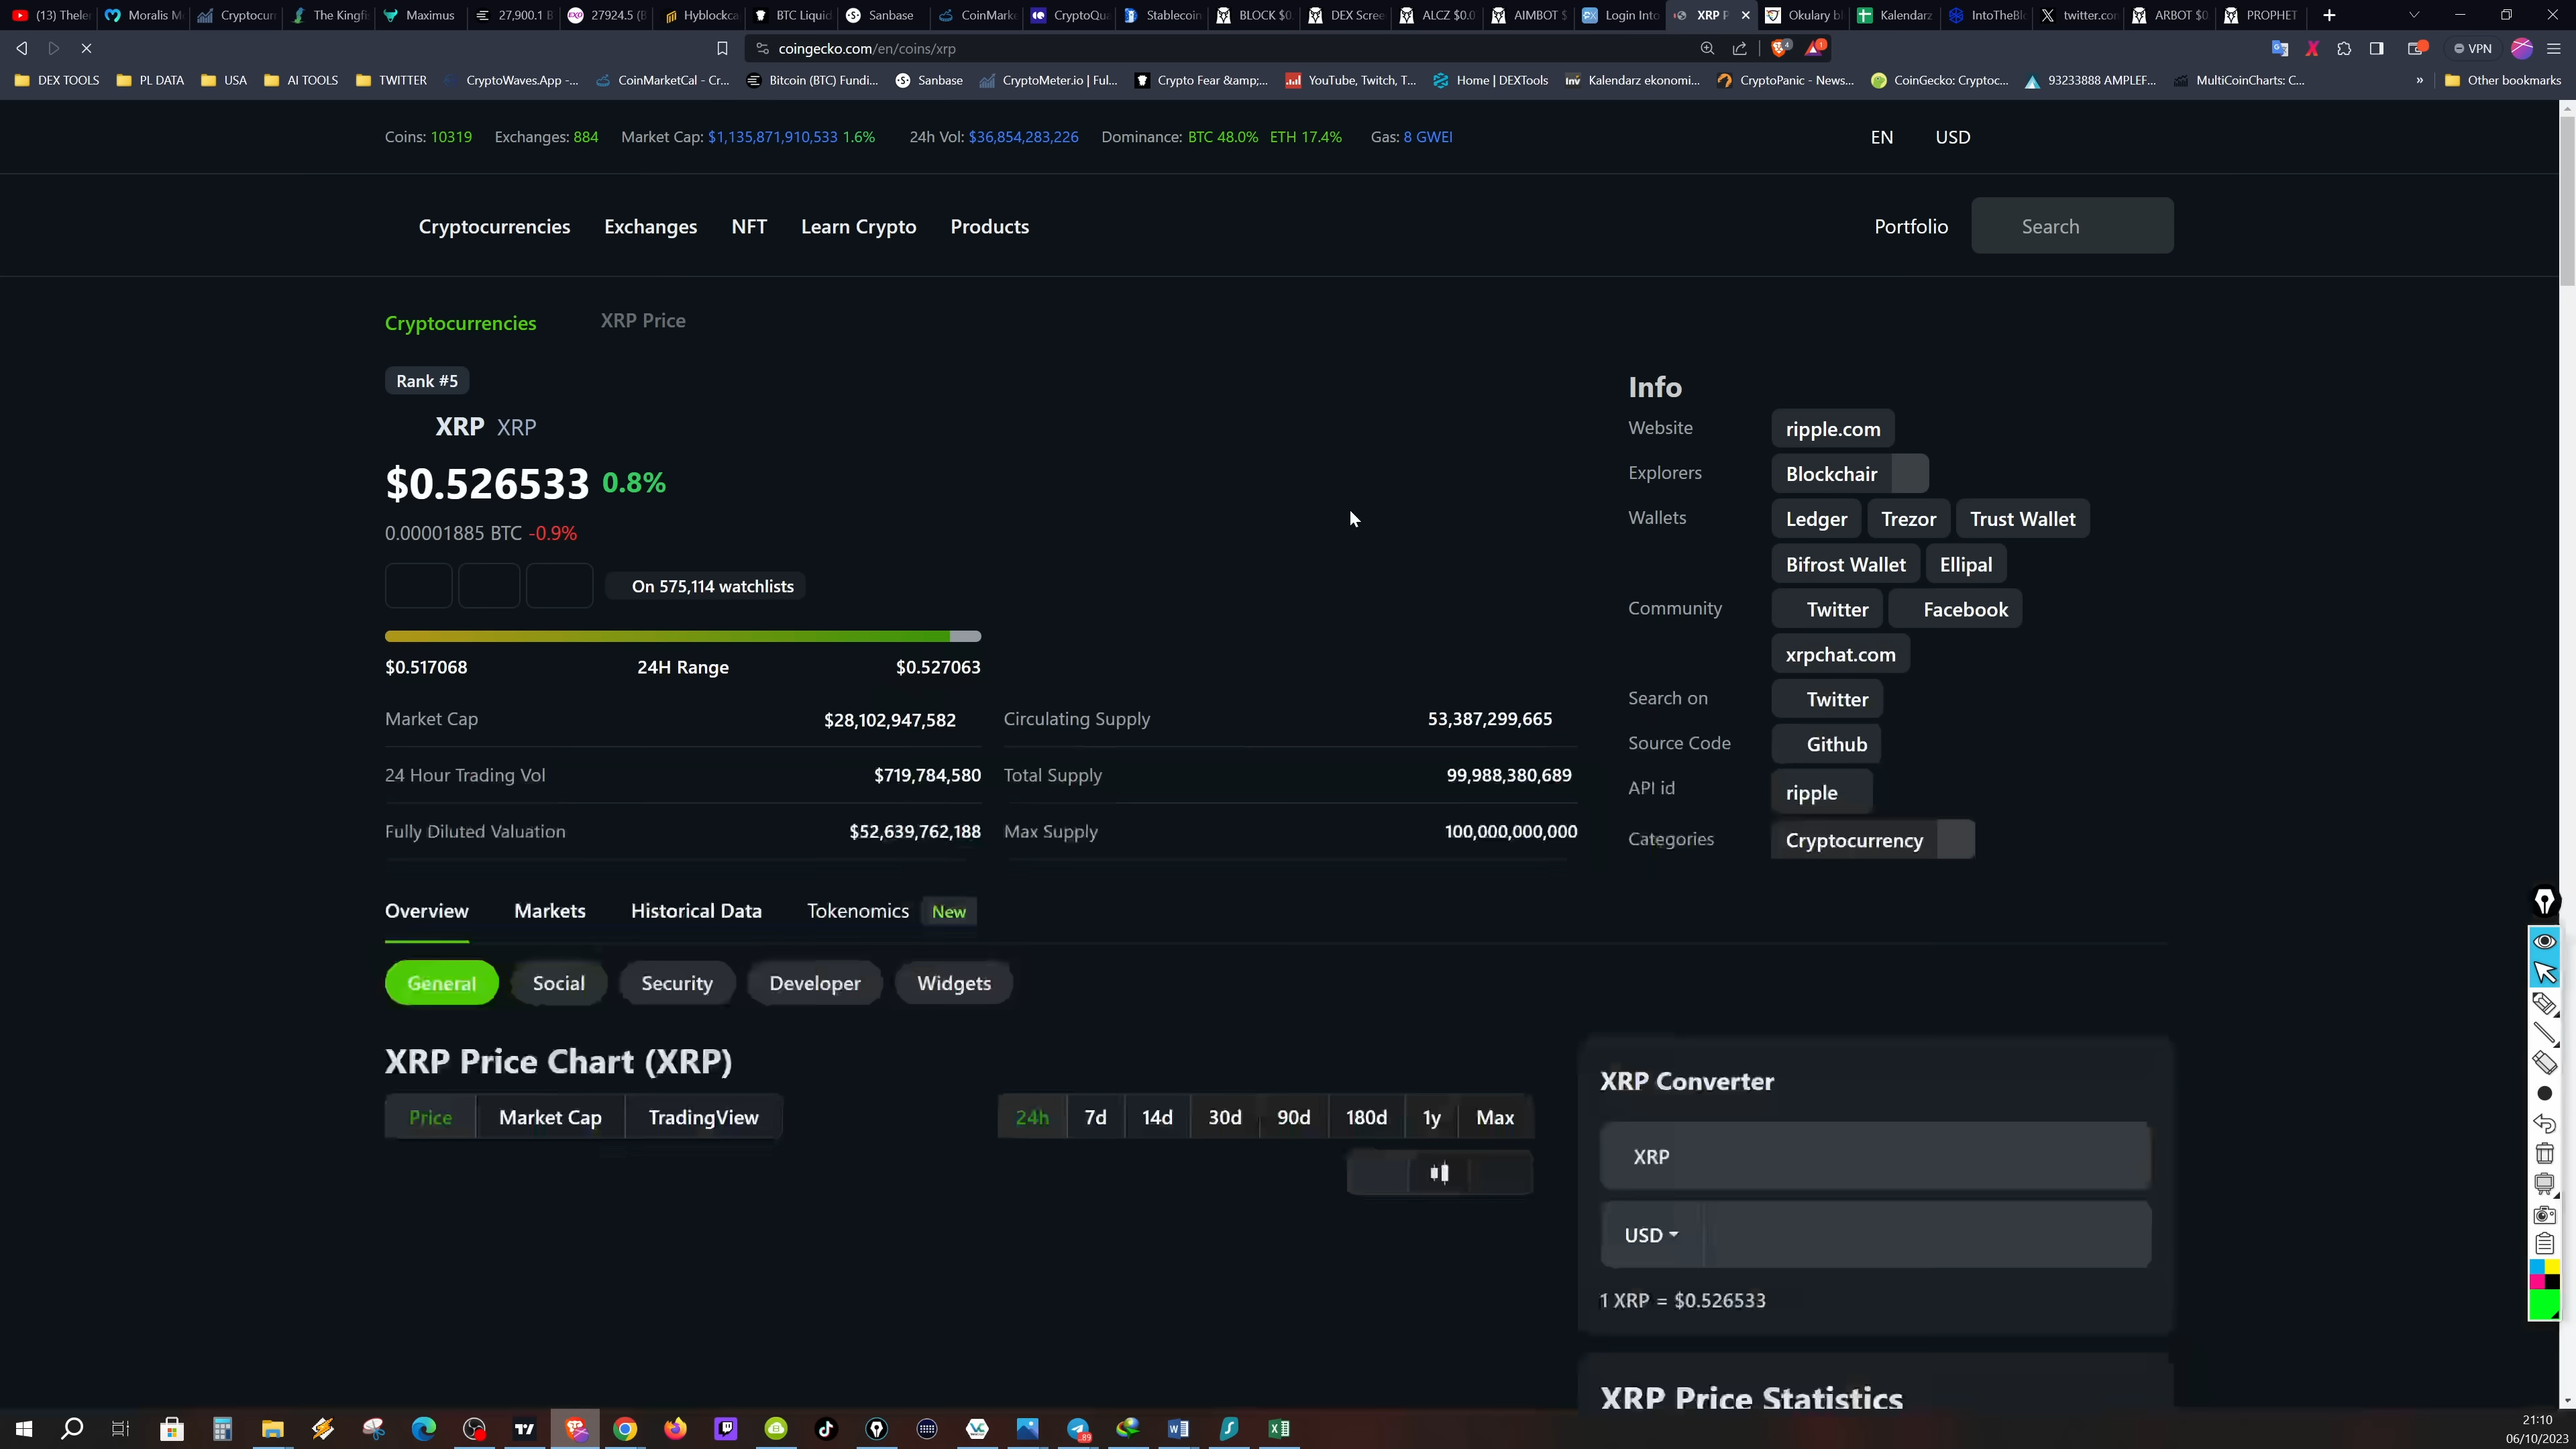 (13) Thele
Moralis M
Cryptocurr
The Kingfi
Maximus
27,900.1 B
27924.5 (B
Hyblockca
BTC Liquid
Sanbase
CoinMarke
CryptoQua
Stablecoin
BLOCK $0.
DEX Scree
ALCZ $0.0
AIMBOT $
Login Into
XRP P
Okulary bl
Kalendarz
IntoTheBl
twitter.con
ARBOT $0
PROPHET
coingecko.com/en/coins/xrp
VPN
DEX TOOLS
PL DATA
USA
AI TOOLS
TWITTER
CryptoWaves.App -...
CoinMarketCal - Cr...
Bitcoin (BTC) Fundi...
Sanbase
CryptoMeter.io | Ful...
Crypto Fear &amp;...
YouTube, Twitch, T...
Home | DEXTools
Kalendarz ekonomi...
CryptoPanic - News...
CoinGecko: Cryptoc...
93233888 AMPLEF...
MultiCoinCharts: C...
»
Other bookmarks
Coins: 10319 Exchanges: 884 Market Cap: $1,135,871,910,533 1.6% 24h Vol: $36,854,283,226 Dominance: BTC 48.0% ETH 17.4% Gas: 8 GWEI
EN USD
Cryptocurrencies Exchanges NFT Learn Crypto Products
Portfolio Search
Cryptocurrencies XRP Price
Rank #5
XRP XRP
$0.526533 0.8%
0.00001885 BTC -0.9%
On 575,114 watchlists
$0.517068 24H Range $0.527063
Market Cap $28,102,947,582
24 Hour Trading Vol $719,784,580
Fully Diluted Valuation $52,639,762,188
Circulating Supply 53,387,299,665
Total Supply 99,988,380,689
Max Supply 100,000,000,000
Info
Website ripple.com
Explorers Blockchair
Wallets Ledger Trezor Trust Wallet
Bifrost Wallet Ellipal
Community Twitter Facebook
xrpchat.com
Search on Twitter
Source Code Github
API id ripple
Categories Cryptocurrency
Overview Markets Historical Data Tokenomics New
General Social Security Developer Widgets
XRP Price Chart (XRP)
Price Market Cap TradingView
24h 7d 14d 30d 90d 180d 1y Max
XRP Converter
XRP
USD
1 XRP = $0.526533
XRP Price Statistics
21:10
06/10/2023